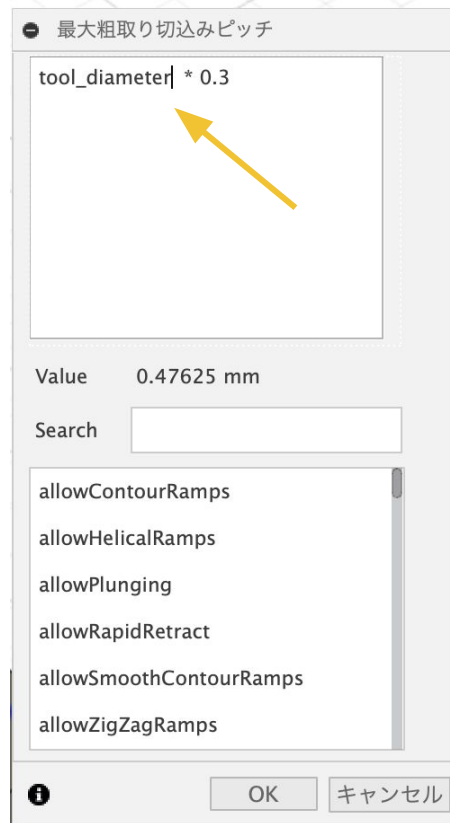 最大粗取り切込みピッチ
tool_diameter * 0.3
Value 0.47625 mm
Search
allowContourRamps
allowHelicalRamps
allowPlunging
allowRapidRetract
allowSmoothContourRamps
allowZigZagRamps
OK キャンセル